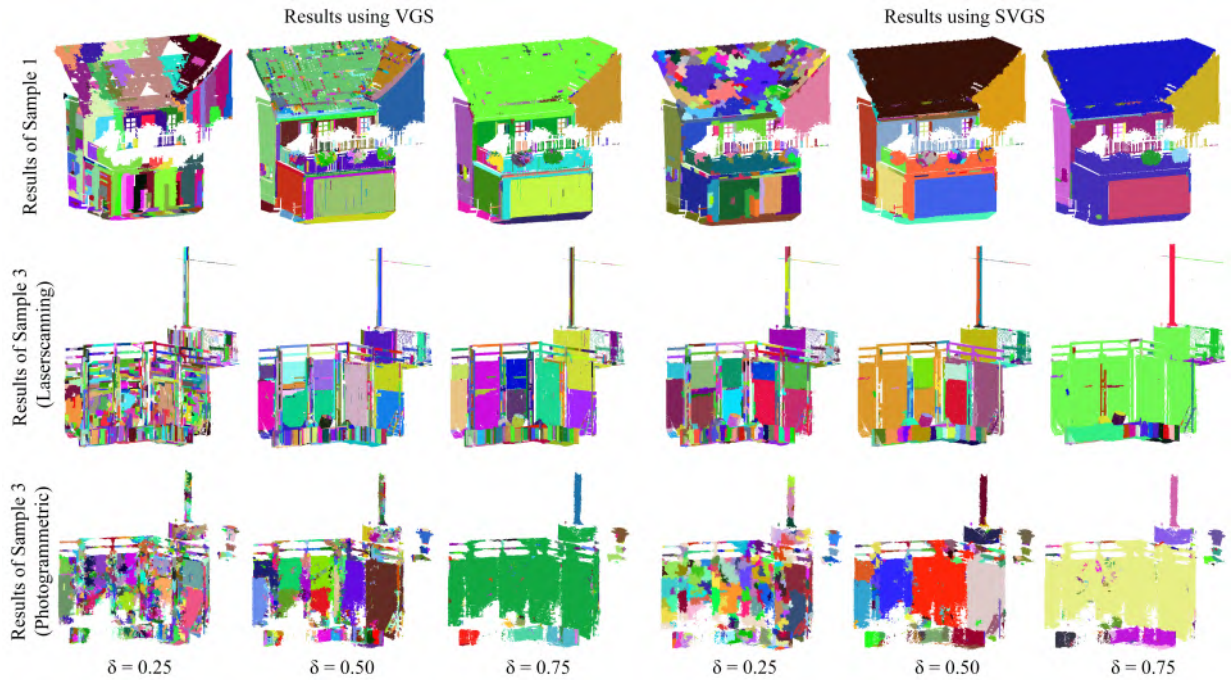 Results using VGS
Results using SVGS
Results of Sample 1
Results of Sample 3
(Laserscanning)
Results of Sample 3
(Photogrammetric)
δ = 0.25
δ = 0.50
δ = 0.75
δ = 0.25
δ = 0.50
δ = 0.75